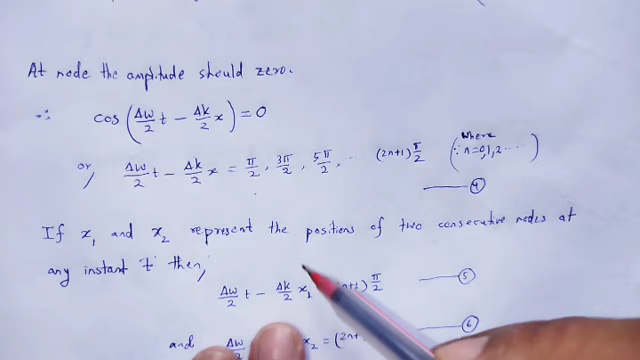 At node the amplitude should zero.
∴ cos(Δω/2 t − Δk/2 x) = 0
or, Δω/2 t − Δk/2 x = π/2, 3π/2, 5π/2, ... (2n+1) π/2 (where ∵ n=0,1,2.....)
—— ④
If x₁ and x₂ represent the positions of two consecutive nodes at
any instant 't' then,
Δω/2 t − Δk/2 x₁ +1) π/2 —— ⑤
and Δω x₂ = (2n+ —— ⑥